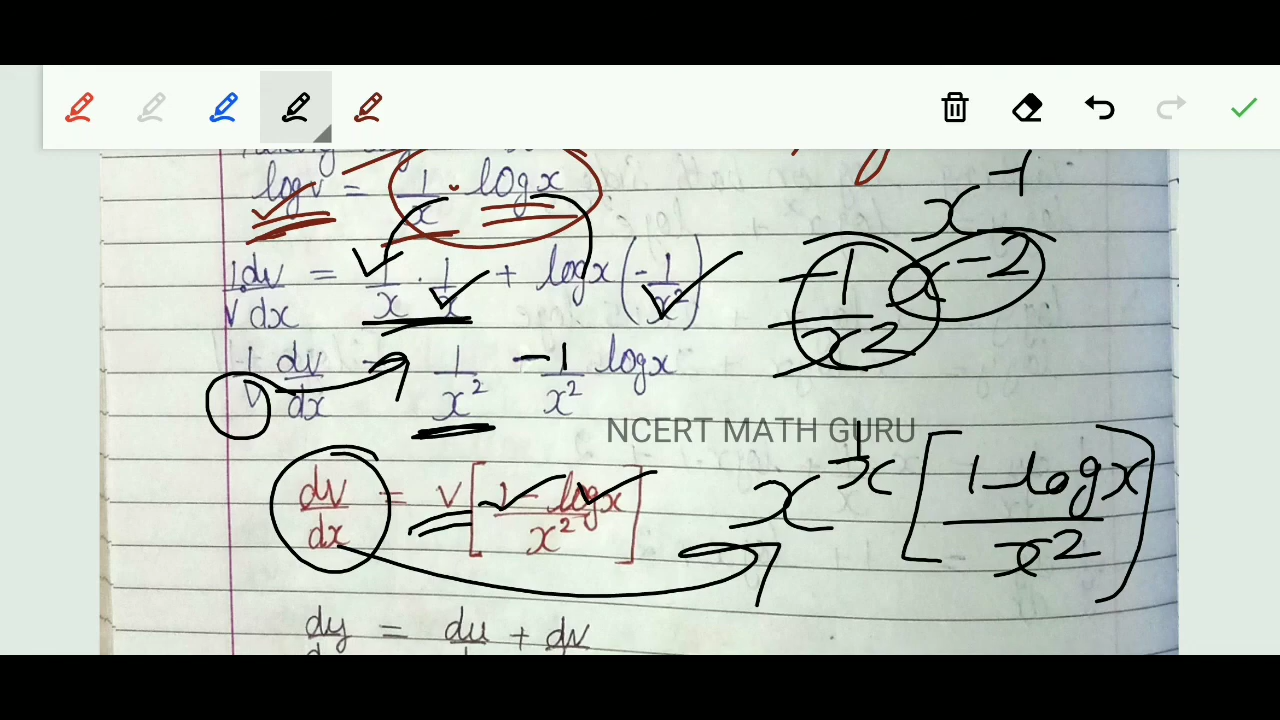 log v = 1/x · log x
x^-1
1/v dv/dx = 1/x · 1/x + log x (-1/x²)
-1 x^-2
x²
1/v dv/dx = 1/x² - 1/x² log x
NCERT MATH GURU
dv/dx = v [1 - log x / x²]
x^1/x [1 - log x / x²]
dy = du + dv